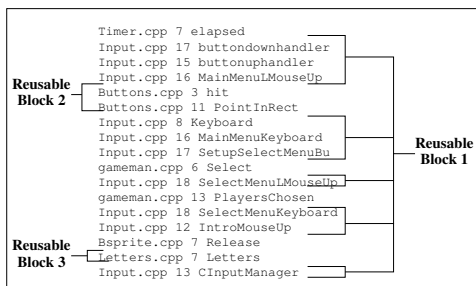 Timer.cpp 7 elapsed
Input.cpp 17 buttondownhandler
Input.cpp 15 buttonuphandler
Input.cpp 16 MainMenuLMouseUp
Buttons.cpp 3 hit
Buttons.cpp 11 PointInRect
Input.cpp 8 Keyboard
Input.cpp 16 MainMenuKeyboard
Input.cpp 17 SetupSelectMenuBu
gameman.cpp 6 Select
Input.cpp 18 SelectMenuLMouseUp
gameman.cpp 13 PlayersChosen
Input.cpp 18 SelectMenuKeyboard
Input.cpp 12 IntroMouseUp
Bsprite.cpp 7 Release
Letters.cpp 7 Letters
Input.cpp 13 CInputManager
Reusable
Block 2
Reusable
Block 3
Reusable
Block 1